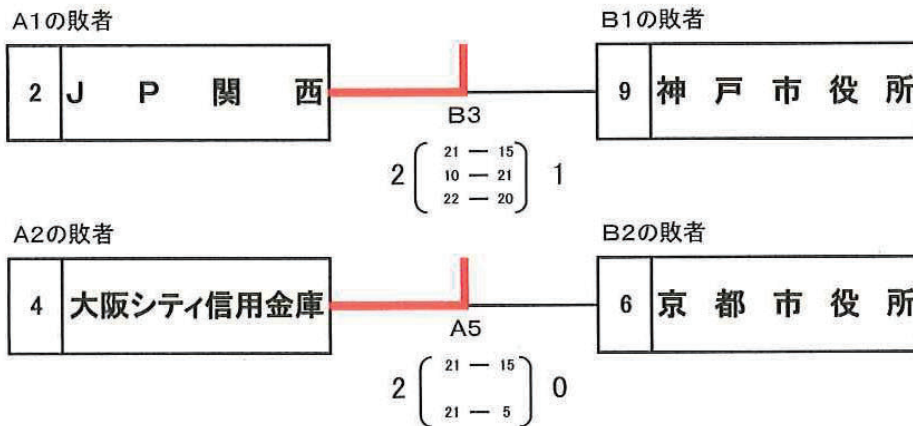 A1の敗者 B1の敗者
2 JP関西 9 神戸市役所
B3
21 — 15
2 10 — 21 1
22 — 20
A2の敗者 B2の敗者
4 大阪シティ信用金庫 6 京都市役所
A5
21 — 15
2 0
21 — 5